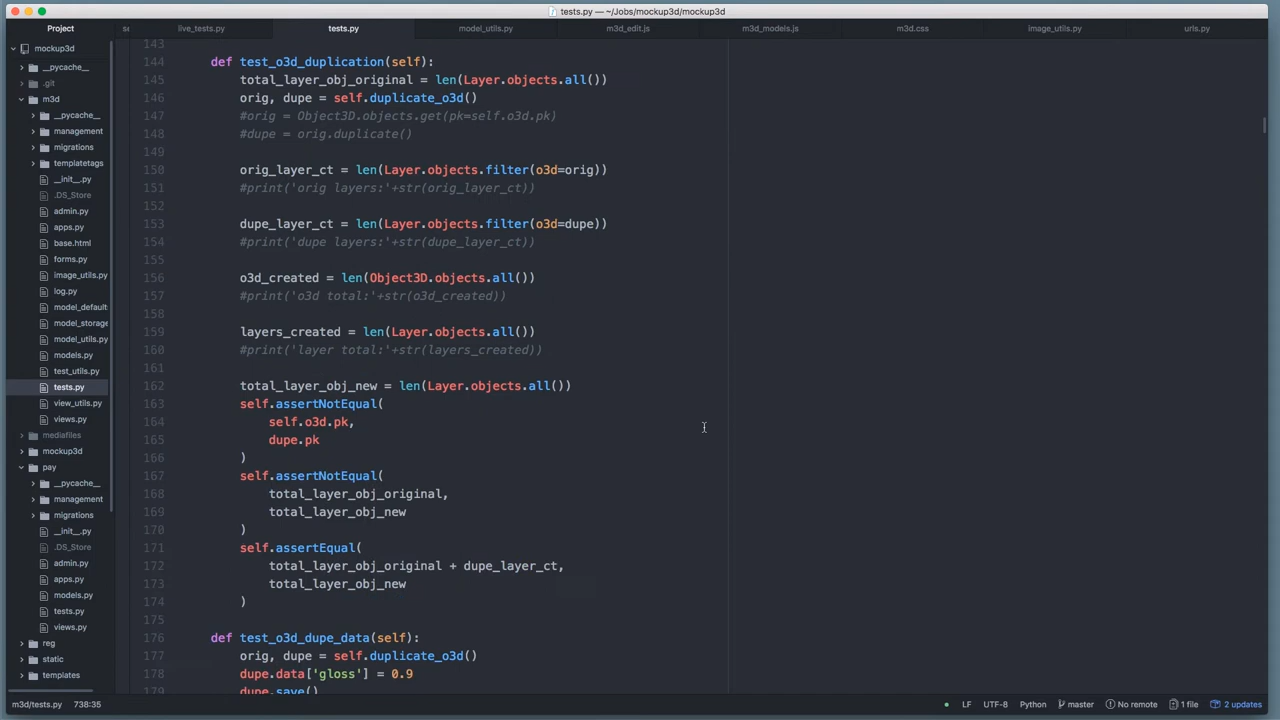 tests.py — ~/Jobs/mockup3d/mockup3d
Project
live_tests.py
tests.py
model_utils.py
m3d_edit.js
m3d_models.js
m3d.css
image_utils.py
urls.py
mockup3d
__pycache__
.git
m3d
__pycache__
management
migrations
templatetags
__init__.py
.DS_Store
admin.py
apps.py
base.html
forms.py
image_utils.py
log.py
model_default
model_storage
model_utils.py
models.py
test_utils.py
tests.py
view_utils.py
views.py
mediafiles
mockup3d
pay
__pycache__
management
migrations
__init__.py
.DS_Store
admin.py
apps.py
models.py
tests.py
views.py
reg
static
templates
143
144 def test_o3d_duplication(self):
145 total_layer_obj_original = len(Layer.objects.all())
146 orig, dupe = self.duplicate_o3d()
147 #orig = Object3D.objects.get(pk=self.o3d.pk)
148 #dupe = orig.duplicate()
149
150 orig_layer_ct = len(Layer.objects.filter(o3d=orig))
151 #print('orig layers:'+str(orig_layer_ct))
152
153 dupe_layer_ct = len(Layer.objects.filter(o3d=dupe))
154 #print('dupe layers:'+str(dupe_layer_ct))
155
156 o3d_created = len(Object3D.objects.all())
157 #print('o3d total:'+str(o3d_created))
158
159 layers_created = len(Layer.objects.all())
160 #print('layer total:'+str(layers_created))
161
162 total_layer_obj_new = len(Layer.objects.all())
163 self.assertNotEqual(
164 self.o3d.pk,
165 dupe.pk
166 )
167 self.assertNotEqual(
168 total_layer_obj_original,
169 total_layer_obj_new
170 )
171 self.assertEqual(
172 total_layer_obj_original + dupe_layer_ct,
173 total_layer_obj_new
174 )
175
176 def test_o3d_dupe_data(self):
177 orig, dupe = self.duplicate_o3d()
178 dupe.data['gloss'] = 0.9
179 dupe.save()
m3d/tests.py 738:35
LF UTF-8 Python master No remote 1 file 2 updates